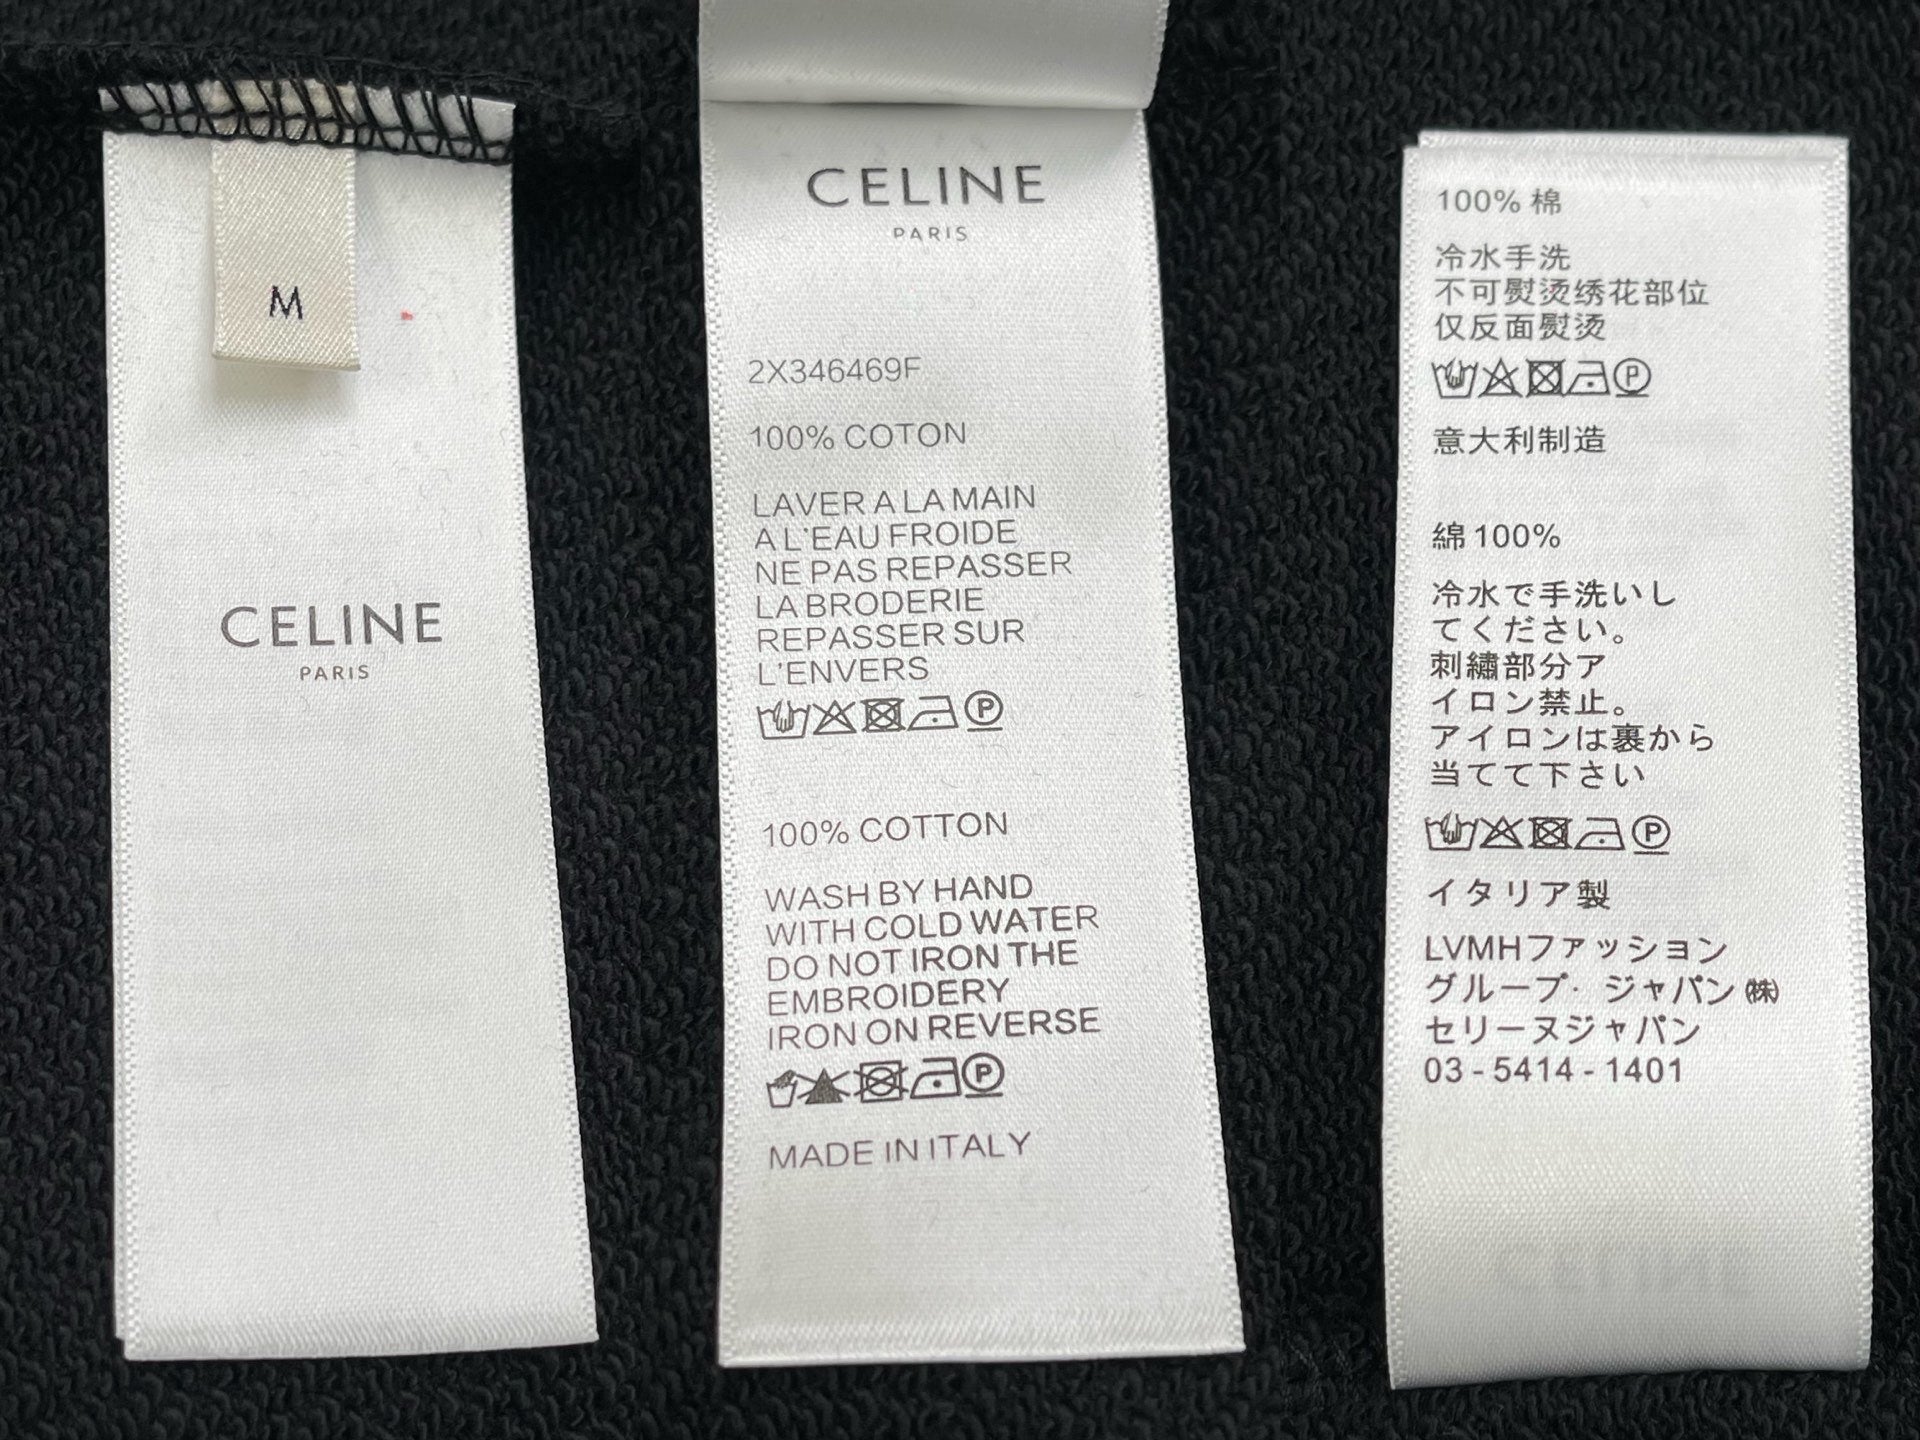 M
CELINE
PARIS
CELINE
PARIS
2X346469F
100% COTON
LAVER A LA MAIN
A L'EAU FROIDE
NE PAS REPASSER
LA BRODERIE
REPASSER SUR
L'ENVERS
P
100% COTTON
WASH BY HAND
WITH COLD WATER
DO NOT IRON THE
EMBROIDERY
IRON ON REVERSE
P
MADE IN ITALY
100% 棉
冷水手洗
不可熨烫绣花部位
仅反面熨烫
P
意大利制造
綿100%
冷水で手洗いし
てください。
刺繡部分ア
イロン禁止。
アイロンは裏から
当てて下さい
P
イタリア製
LVMHファッション
グループ・ジャパン㈱
セリーヌジャパン
03-5414-1401